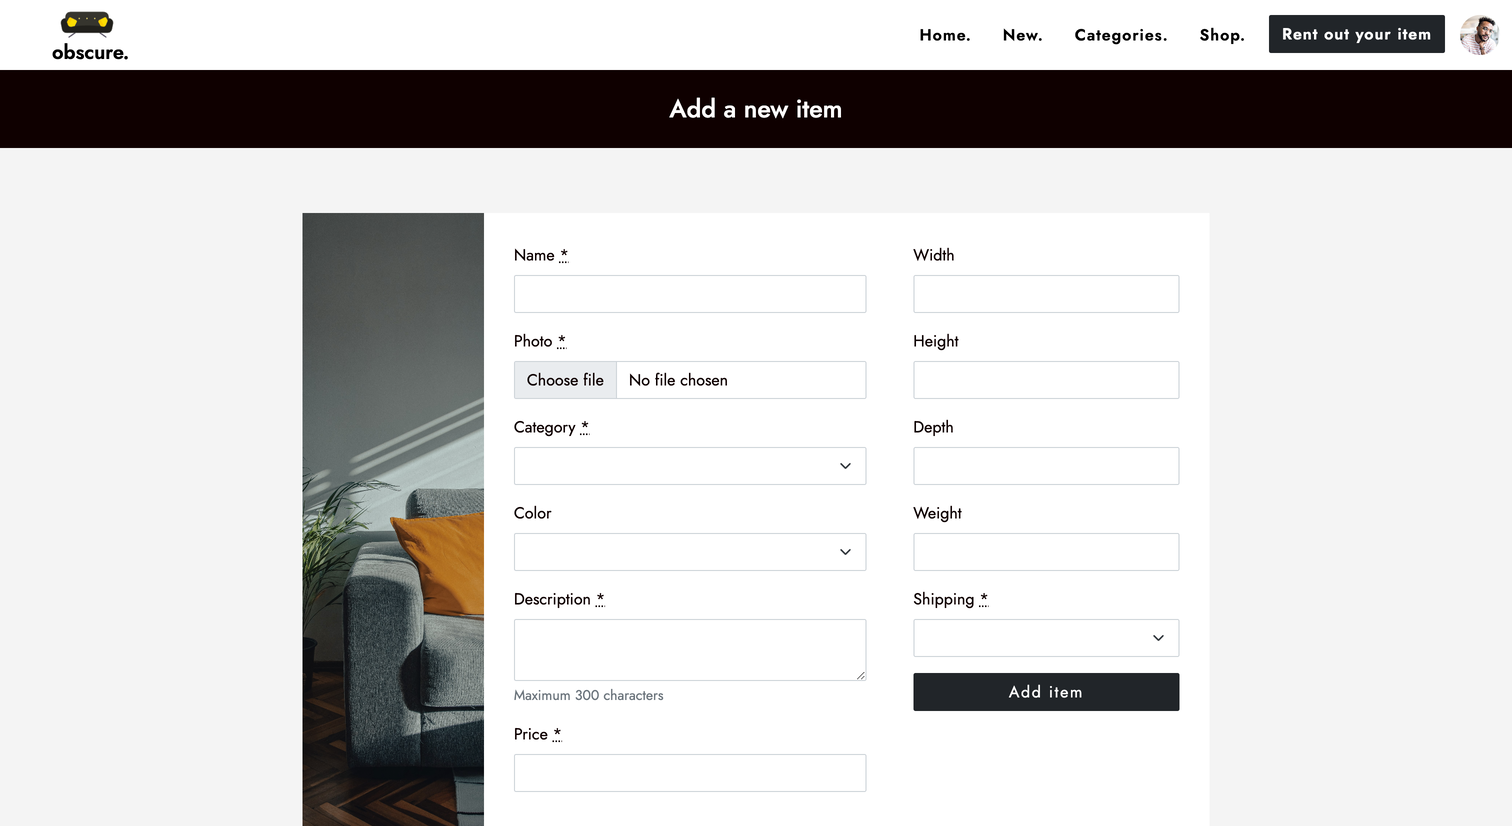 obscure.
Home. New. Categories. Shop. Rent out your item
Add a new item
Name *
Photo *
Choose file No file chosen
Category *
Color
Description *
Maximum 300 characters
Price *
Width
Height
Depth
Weight
Shipping *
Add item